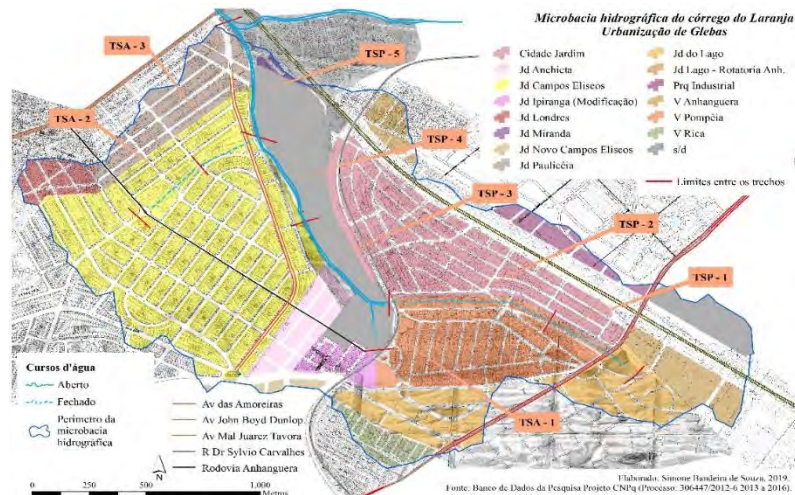 Microbacia hidrográfica do córrego do Laranja
Urbanização de Glebas
Cidade Jardim
Jd Anchieta
Jd Campos Eliseos
Jd Ipiranga (Modificação)
Jd Londres
Jd Miranda
Jd Novo Campos Eliseos
Jd Paulicéia
Jd do Lago
Jd Lago - Rotatoria Anh.
Prq Industrial
V Anhanguera
V Pompéia
V Rica
s/d
Limites entre os trechos
TSA - 3
TSP - 5
TSA - 2
TSP - 4
TSP - 3
TSP - 2
TSP - 1
TSA - 1
Cursos d'água
Aberto
Fechado
Perímetro da
microbacia
hidrográfica
Av das Amoreiras
Av John Boyd Dunlop.
Av Mal Juarez Tavora
R Dr Sylvio Carvalhes
Rodovia Anhanguera
N
0 250 500 1.000
Metros
Elaborado: Simone Bandeira de Souza, 2019.
Fonte: Banco de Dados da Pesquisa Projeto CNPq (Processo: 306447/2012-6 2013 a 2016).